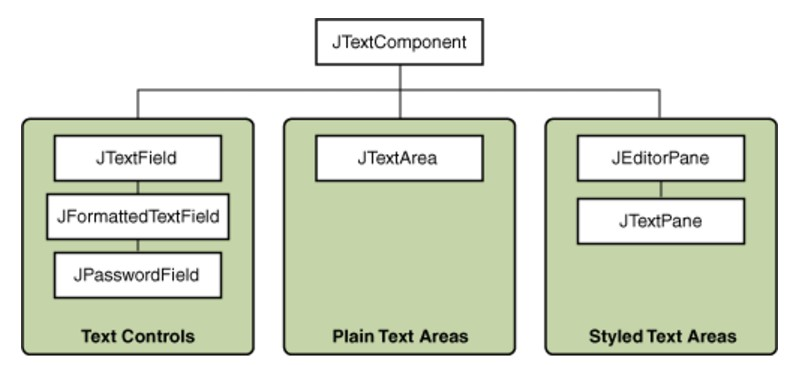 JTextComponent
JTextField
JFormattedTextField
JPasswordField
Text Controls
JTextArea
Plain Text Areas
JEditorPane
JTextPane
Styled Text Areas